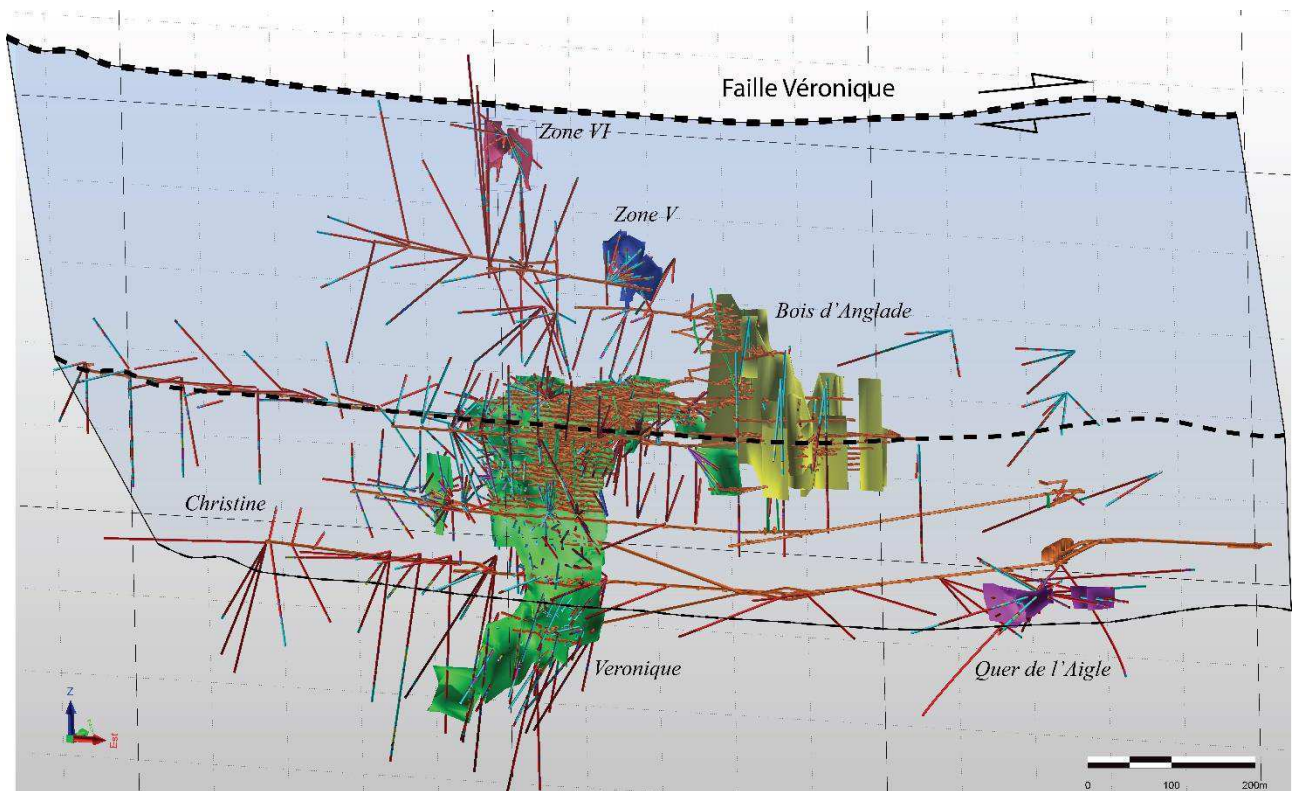 Faille Véronique
Zone VI
Zone V
Bois d'Anglade
Christine
Veronique
Quer de l'Aigle
Z
Est
0 100 200m